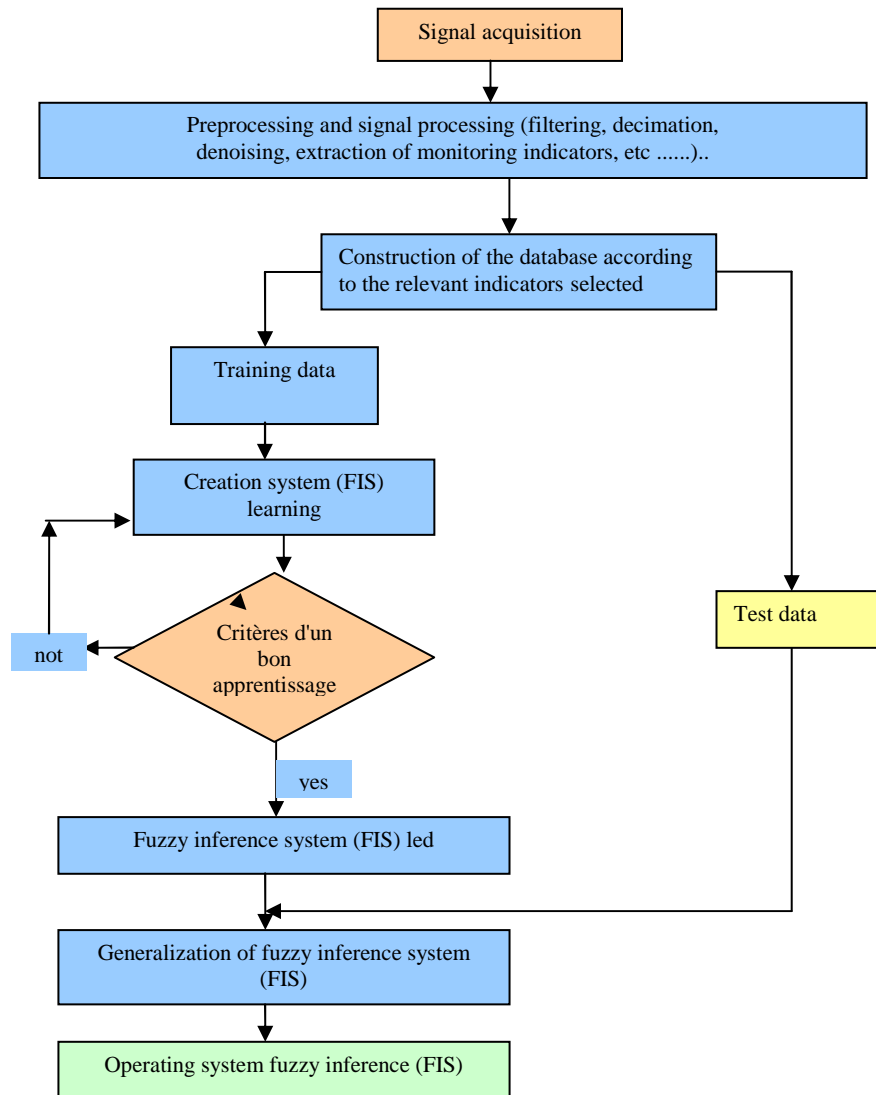 Signal acquisition
Preprocessing and signal processing (filtering, decimation,
denoising, extraction of monitoring indicators, etc ......)..
Construction of the database according
to the relevant indicators selected
Training data
Creation system (FIS)
learning
Test data
Critères d'un
bon
apprentissage
not
yes
Fuzzy inference system (FIS) led
Generalization of fuzzy inference system
(FIS)
Operating system fuzzy inference (FIS)